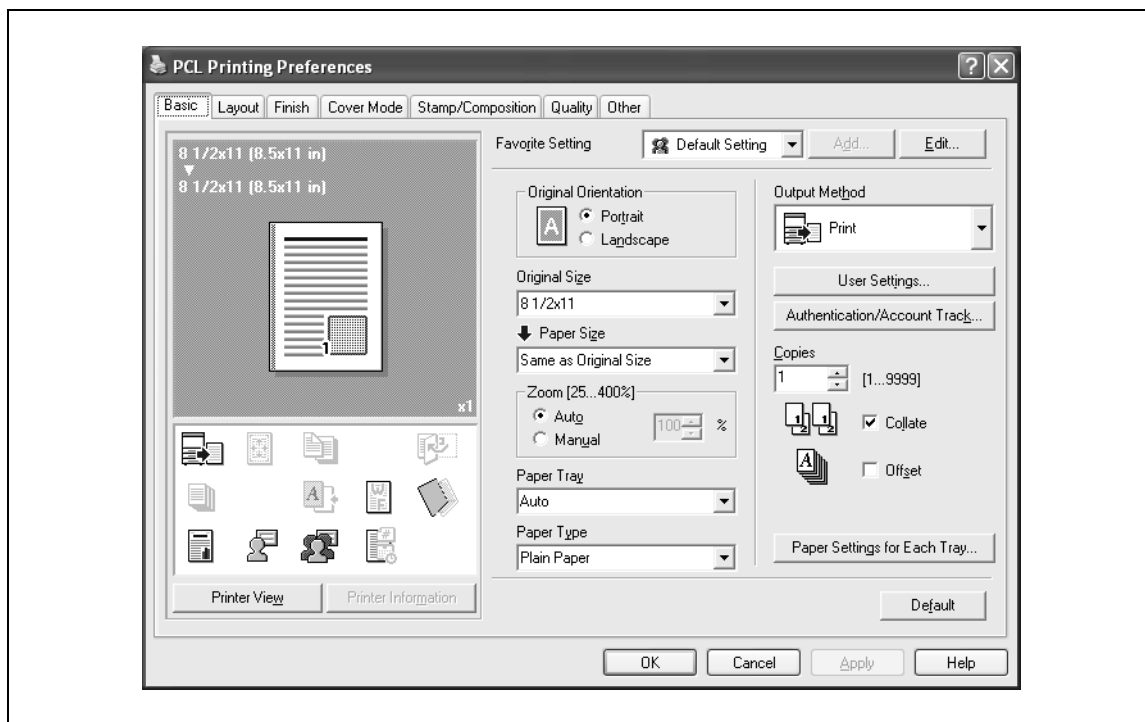 PCL Printing Preferences
Basic Layout Finish Cover Mode Stamp/Composition Quality Other
8 1/2x11 (8.5x11 in)
8 1/2x11 (8.5x11 in)
x1
Printer View Printer Information
Favorite Setting Default Setting Add... Edit...
Original Orientation
A Portrait
Landscape
Original Size
8 1/2x11
Paper Size
Same as Original Size
Zoom [25...400%]
Auto
Manual
100 %
Paper Tray
Auto
Paper Type
Plain Paper
Output Method
Print
User Settings...
Authentication/Account Track...
Copies
1 [1...9999]
Collate
Offset
Paper Settings for Each Tray...
Default
OK Cancel Apply Help